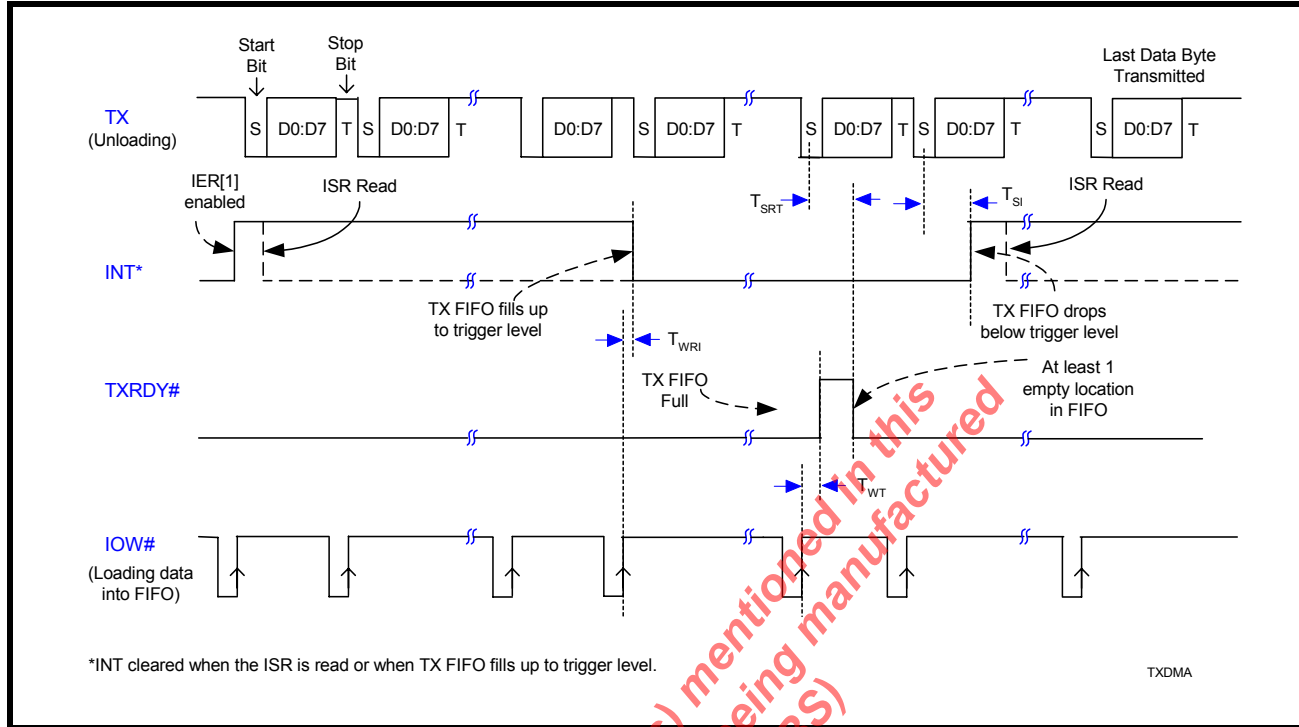 Start
Bit
Stop
Bit
Last Data Byte
Transmitted
TX
(Unloading)
S D0:D7 T S D0:D7 T D0:D7 S D0:D7 T S D0:D7 T S D0:D7 T S D0:D7 T
IER[1]
enabled
ISR Read
TSRT
TSI
ISR Read
INT*
TX FIFO fills up
to trigger level
TX FIFO drops
below trigger level
TWRI
TXRDY#
TX FIFO
Full
At least 1
empty location
in FIFO
TWT
IOW#
(Loading data
into FIFO)
*INT cleared when the ISR is read or when TX FIFO fills up to trigger level.
TXDMA
mentioned in this
manufactured